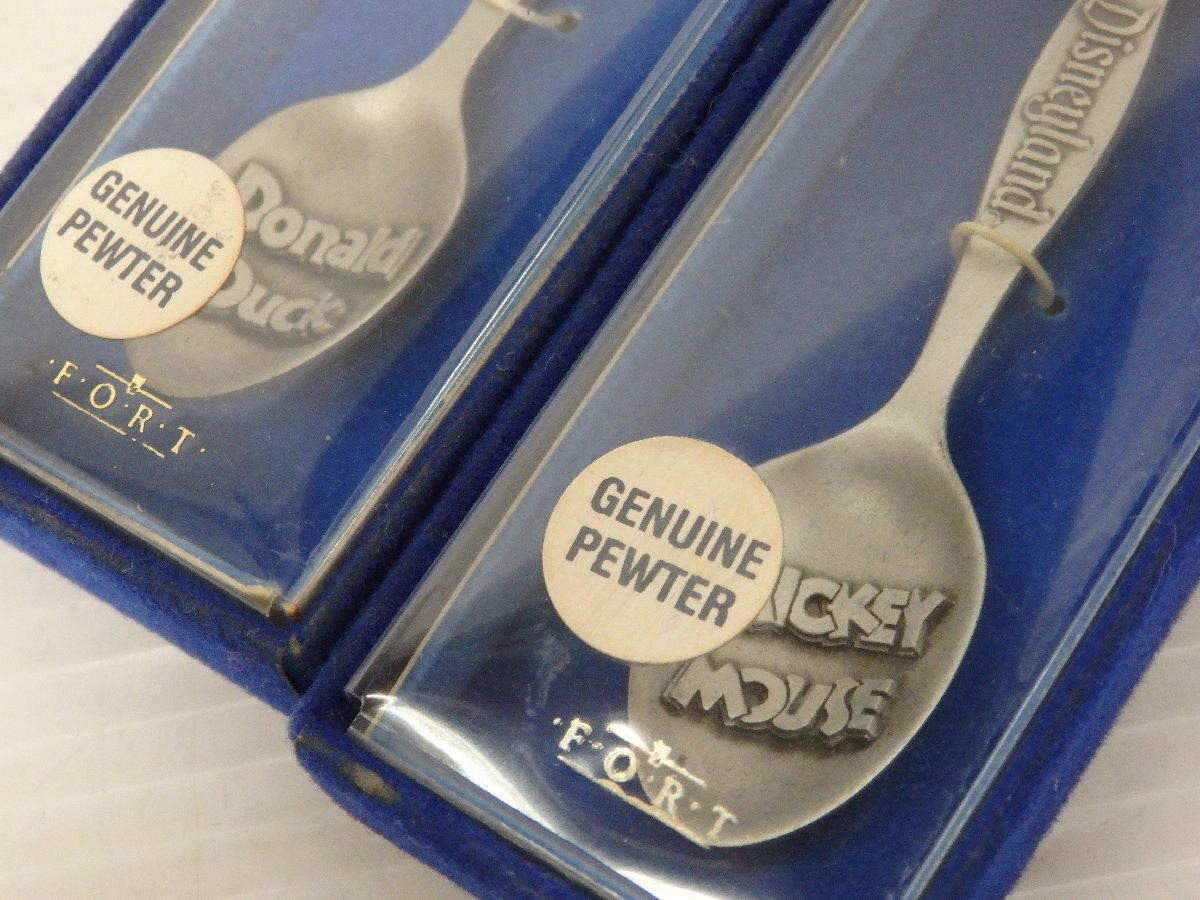 GENUINE
PEWTER
Donald
Duck
F·O·R·T
Disneyland
GENUINE
PEWTER
MICKEY
MOUSE
F·O·R·T